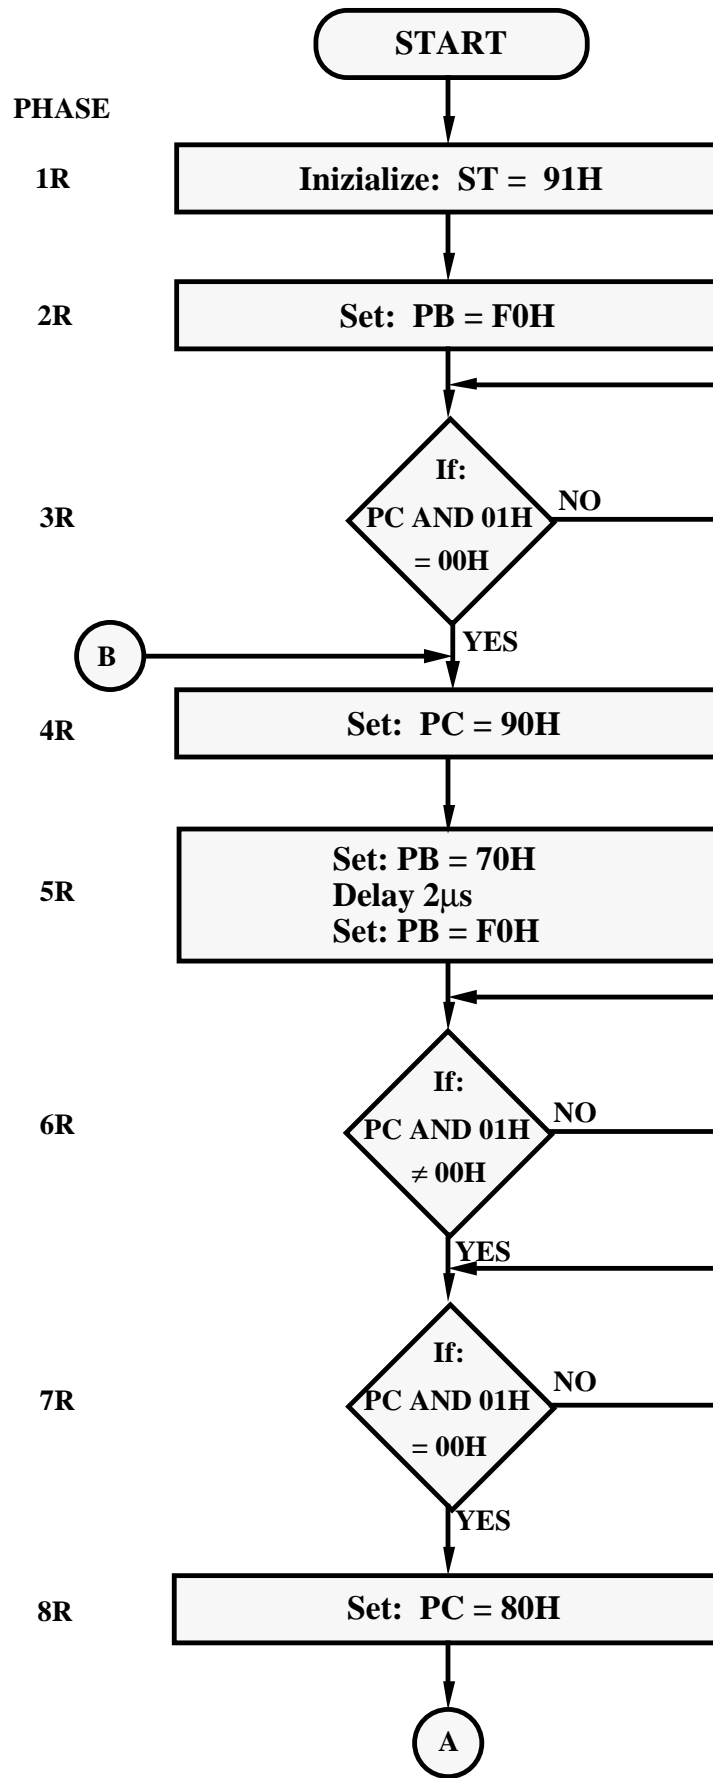 START
PHASE
1R
Inizialize: ST = 91H
2R
Set: PB = F0H
3R
If:
PC AND 01H
= 00H
NO
YES
B
4R
Set: PC = 90H
5R
Set: PB = 70H
Delay 2µs
Set: PB = F0H
6R
If:
PC AND 01H
≠ 00H
NO
YES
7R
If:
PC AND 01H
= 00H
NO
YES
8R
Set: PC = 80H
A